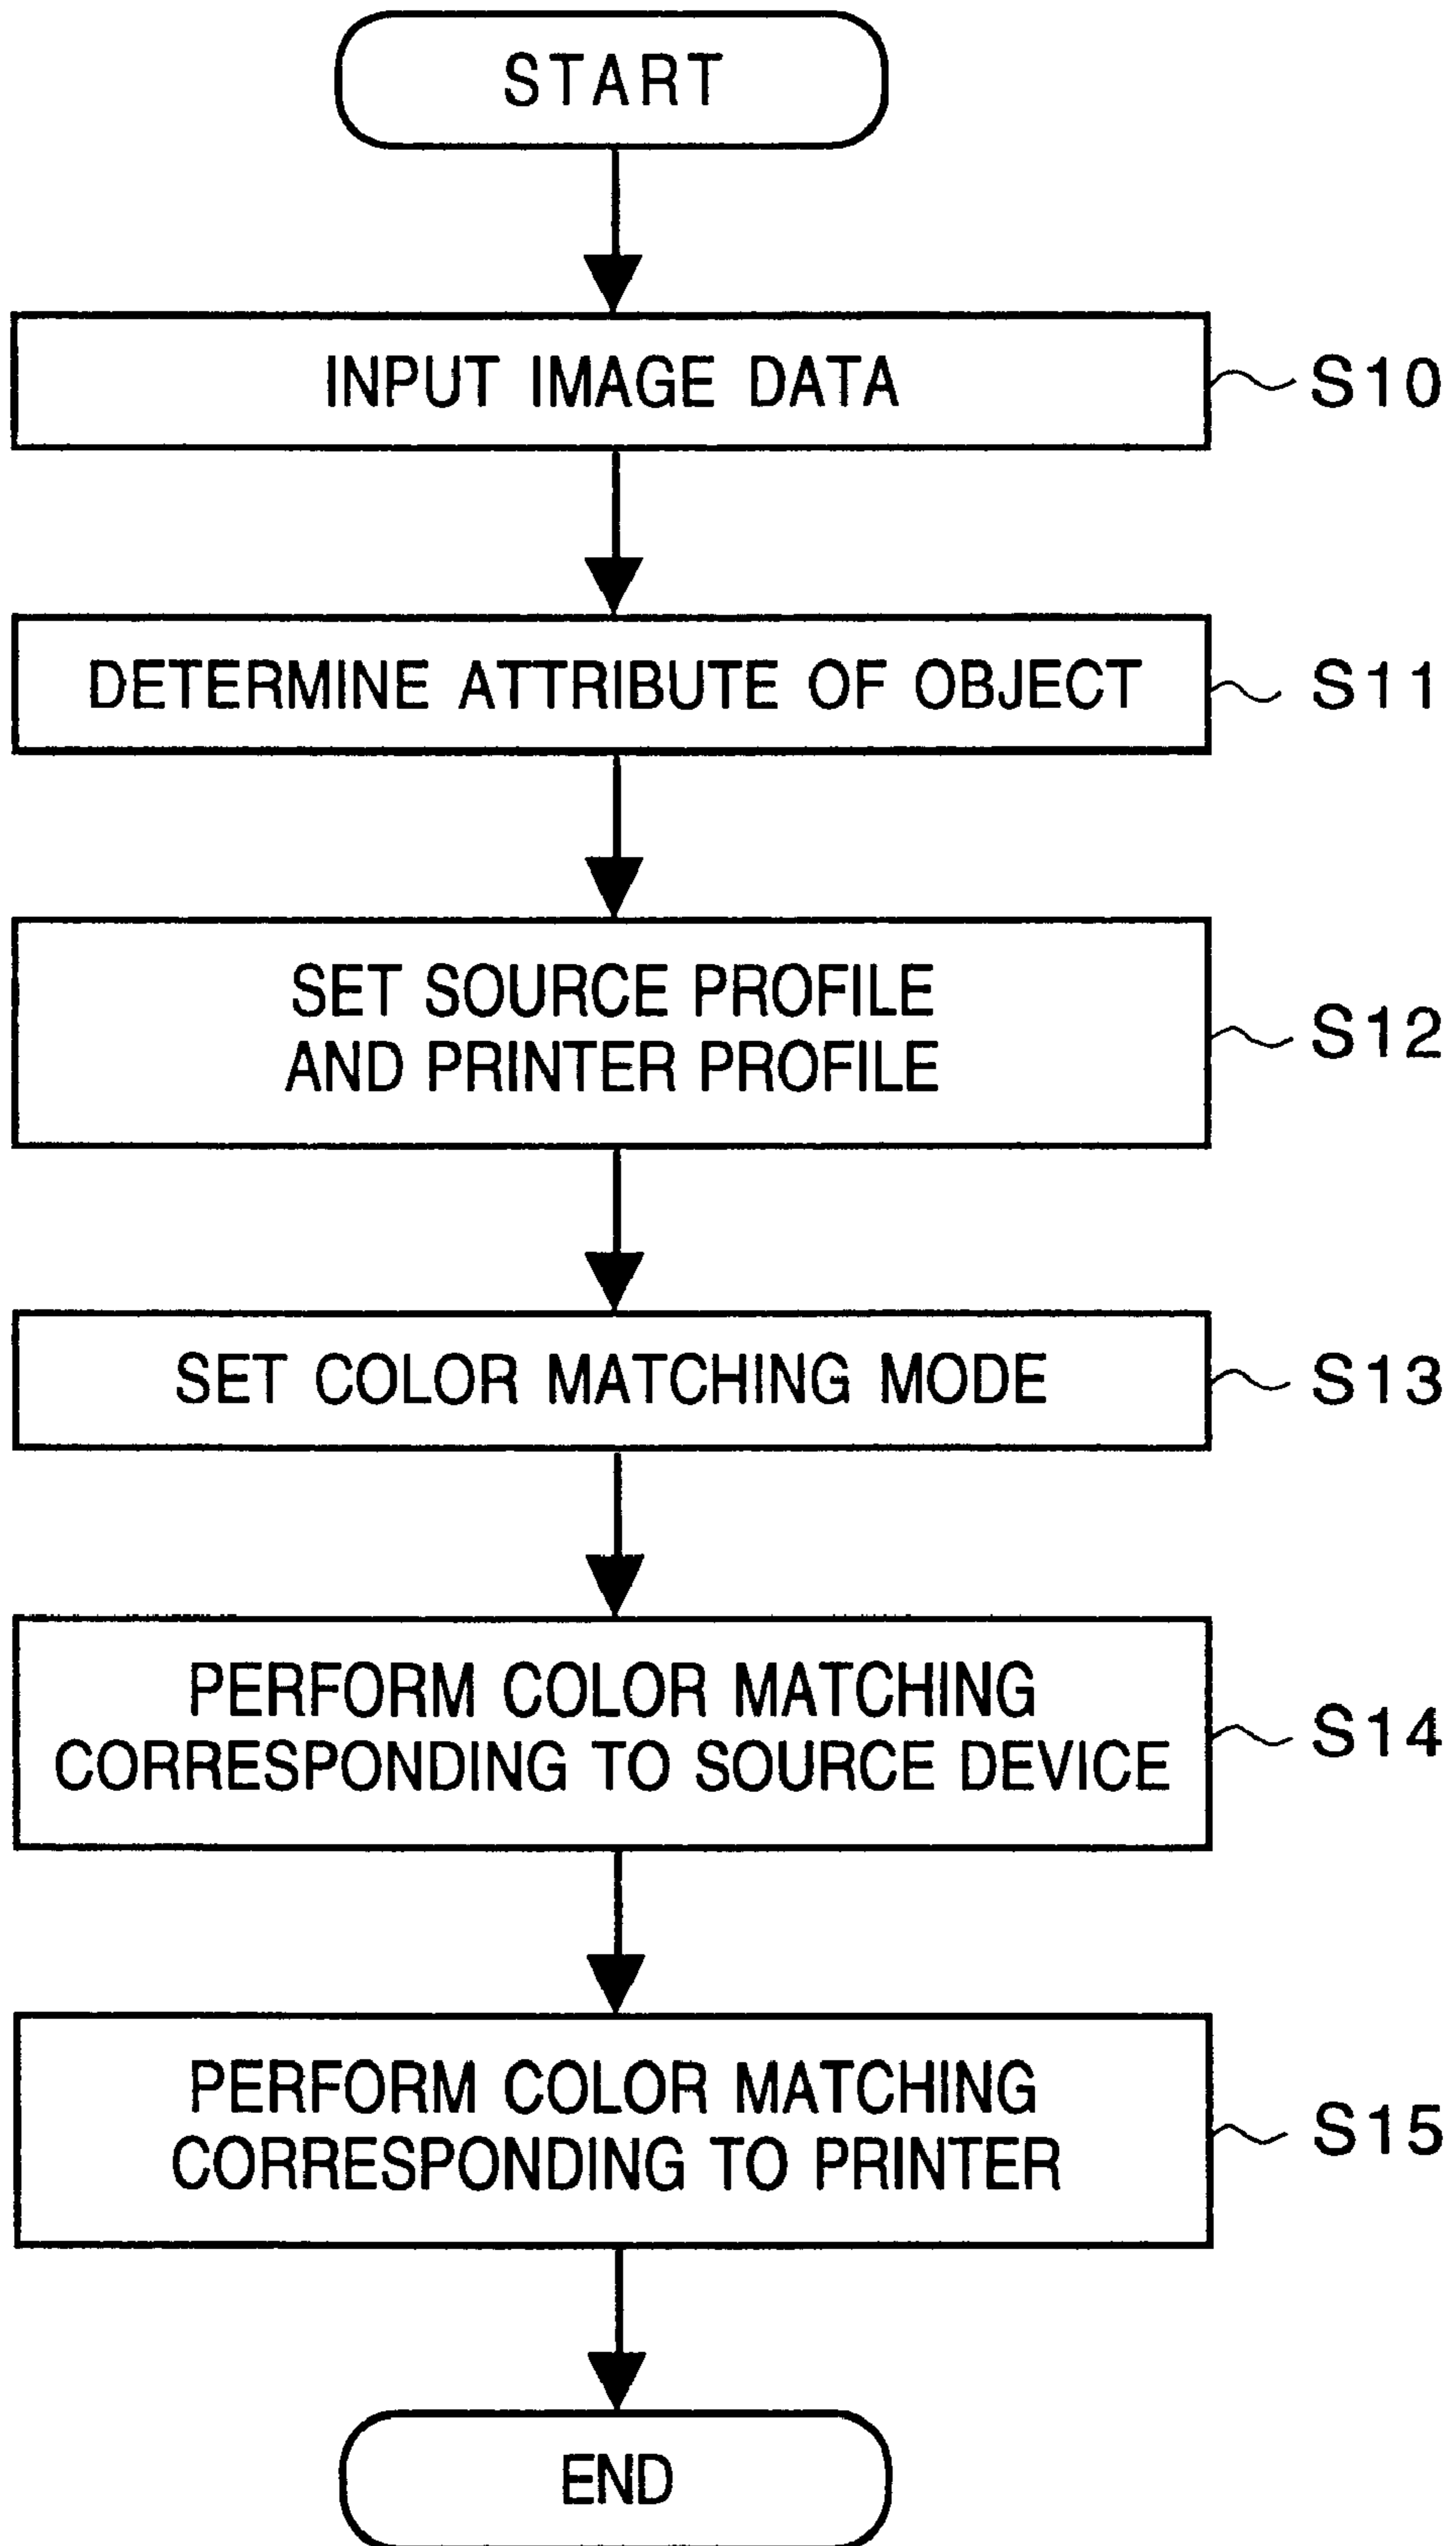 START
INPUT IMAGE DATA
S10
DETERMINE ATTRIBUTE OF OBJECT
S11
SET SOURCE PROFILE
AND PRINTER PROFILE
S12
SET COLOR MATCHING MODE
S13
PERFORM COLOR MATCHING
CORRESPONDING TO SOURCE DEVICE
S14
PERFORM COLOR MATCHING
CORRESPONDING TO PRINTER
S15
END